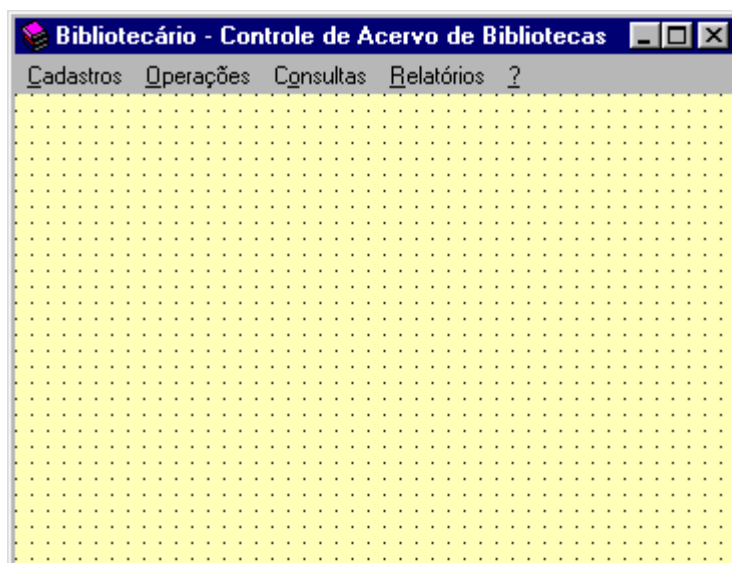 Bibliotecário - Controle de Acervo de Bibliotecas
Cadastros Operações Consultas Relatórios ?